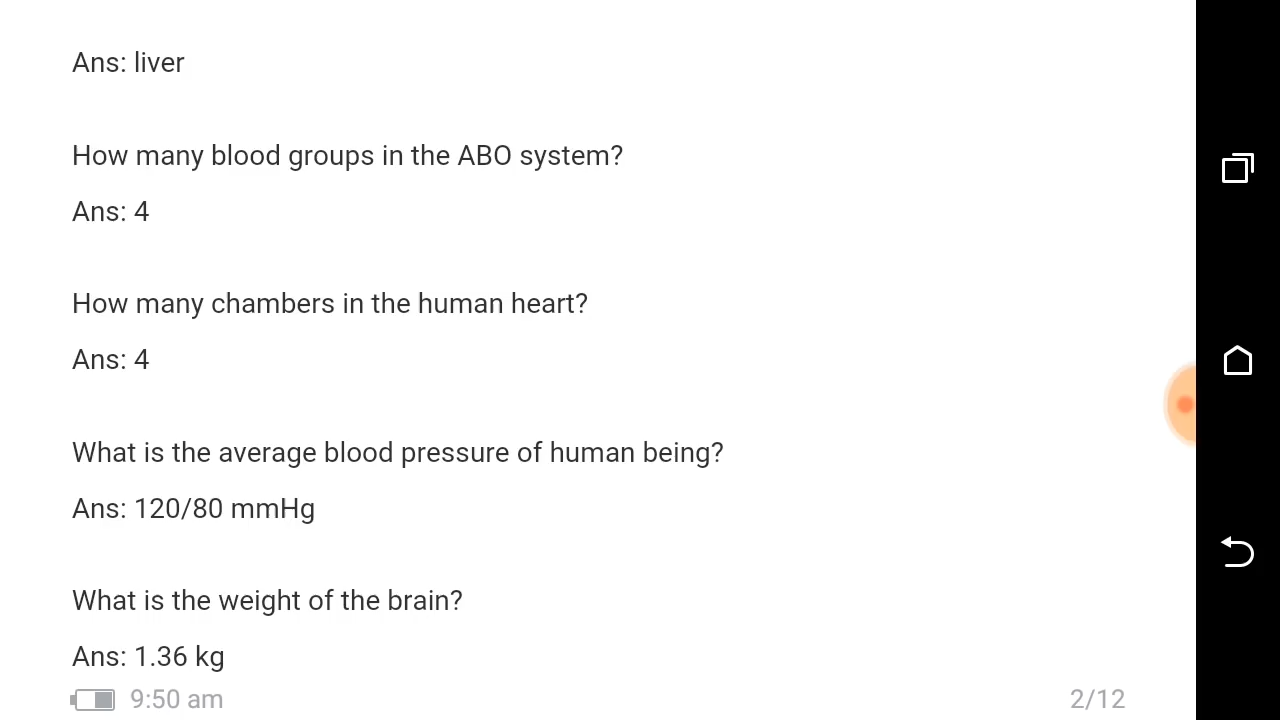 Ans: liver
How many blood groups in the ABO system?
Ans: 4
How many chambers in the human heart?
Ans: 4
What is the average blood pressure of human being?
Ans: 120/80 mmHg
What is the weight of the brain?
Ans: 1.36 kg
9:50 am
2/12